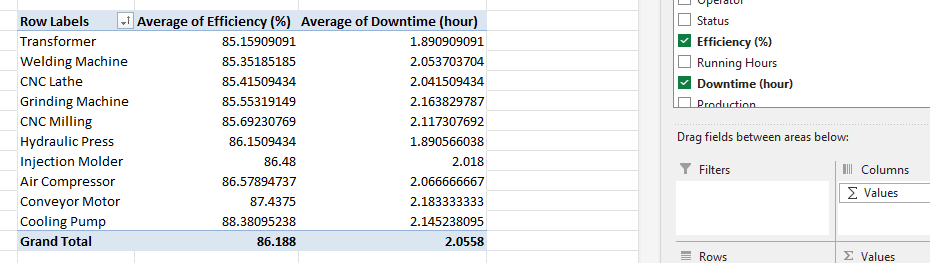 Row Labels Average of Efficiency (%) Average of Downtime (hour)
Transformer 85.15909091 1.890909091
Welding Machine 85.35185185 2.053703704
CNC Lathe 85.41509434 2.041509434
Grinding Machine 85.55319149 2.163829787
CNC Milling 85.69230769 2.117307692
Hydraulic Press 86.1509434 1.890566038
Injection Molder 86.48 2.018
Air Compressor 86.57894737 2.066666667
Conveyor Motor 87.4375 2.183333333
Cooling Pump 88.38095238 2.145238095
Grand Total 86.188 2.0558
Operator
Status
Efficiency (%)
Running Hours
Downtime (hour)
Production
Drag fields between areas below:
Filters
Columns
Σ Values
Rows
Σ Values